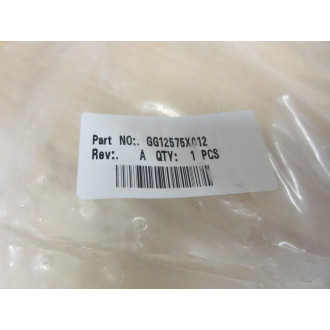 Part NO:. GG12575X012
Rev:. A QTY: 1 PCS